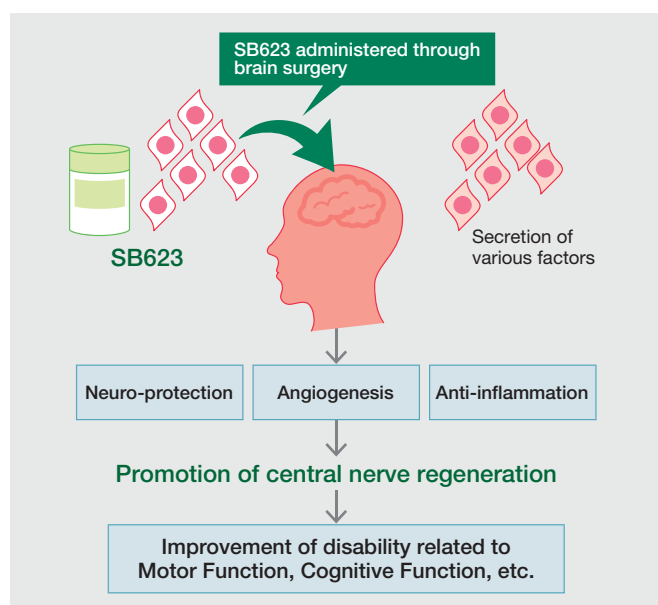 SB623 administered through
brain surgery
SB623
Secretion of
various factors
Neuro-protection
Angiogenesis
Anti-inflammation
Promotion of central nerve regeneration
Improvement of disability related to
Motor Function, Cognitive Function, etc.